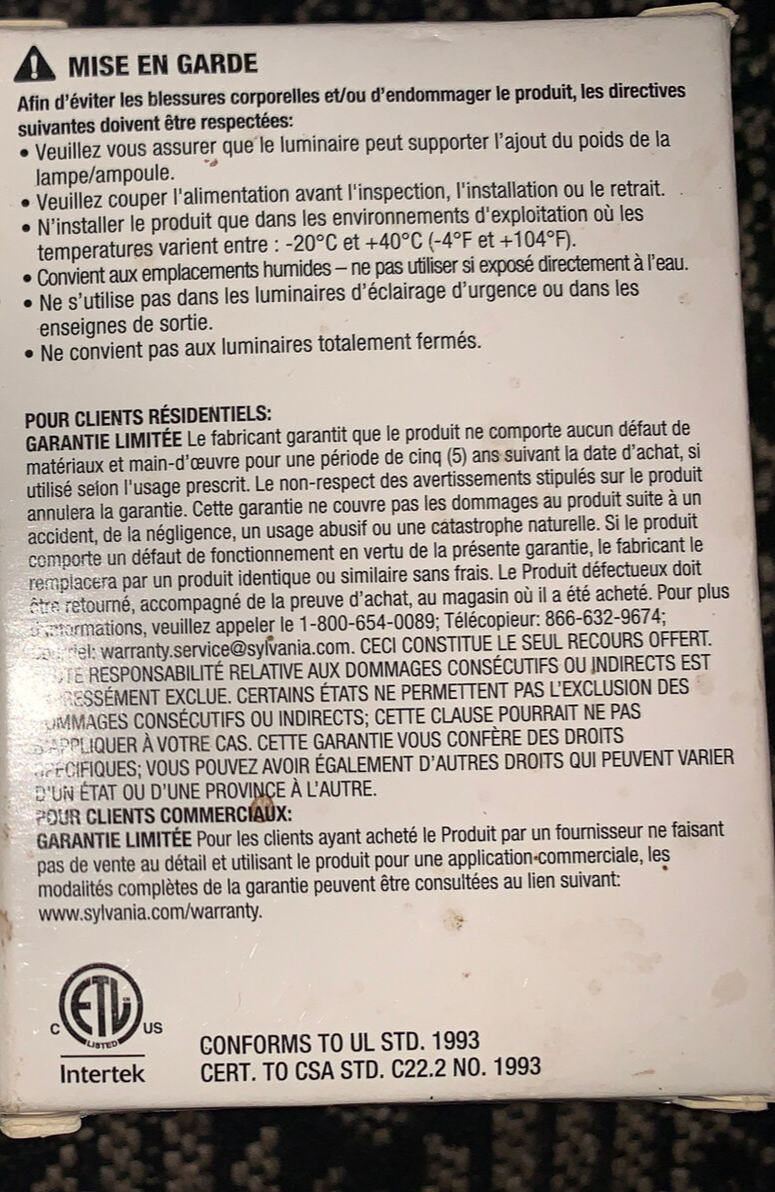 MISE EN GARDE
Afin d'éviter les blessures corporelles et/ou d'endommager le produit, les directives
suivantes doivent être respectées:
• Veuillez vous assurer que le luminaire peut supporter l'ajout du poids de la
lampe/ampoule.
• Veuillez couper l'alimentation avant l'inspection, l'installation ou le retrait.
• N'installer le produit que dans les environnements d'exploitation où les
temperatures varient entre : -20°C et +40°C (-4°F et +104°F).
• Convient aux emplacements humides – ne pas utiliser si exposé directement à l'eau.
• Ne s'utilise pas dans les luminaires d'éclairage d'urgence ou dans les
enseignes de sortie.
• Ne convient pas aux luminaires totalement fermés.
POUR CLIENTS RÉSIDENTIELS:
GARANTIE LIMITÉE Le fabricant garantit que le produit ne comporte aucun défaut de
matériaux et main-d'œuvre pour une période de cinq (5) ans suivant la date d'achat, si
utilisé selon l'usage prescrit. Le non-respect des avertissements stipulés sur le produit
annulera la garantie. Cette garantie ne couvre pas les dommages au produit suite à un
accident, de la négligence, un usage abusif ou une catastrophe naturelle. Si le produit
comporte un défaut de fonctionnement en vertu de la présente garantie, le fabricant le
remplacera par un produit identique ou similaire sans frais. Le Produit défectueux doit
être retourné, accompagné de la preuve d'achat, au magasin où il a été acheté. Pour plus
veuillez appeler le 1-800-654-0089; Télécopieur: 866-632-9674;
warranty.service@sylvania.com. CECI CONSTITUE LE SEUL RECOURS OFFERT.
RESPONSABILITÉ RELATIVE AUX DOMMAGES CONSÉCUTIFS OU INDIRECTS EST
EXCLUE. CERTAINS ÉTATS NE PERMETTENT PAS L'EXCLUSION DES
CONSÉCUTIFS OU INDIRECTS; CETTE CLAUSE POURRAIT NE PAS
S'APPLIQUER À VOTRE CAS. CETTE GARANTIE VOUS CONFÈRE DES DROITS
VOUS POUVEZ AVOIR ÉGALEMENT D'AUTRES DROITS QUI PEUVENT VARIER
D'UN ÉTAT OU D'UNE PROVINCE À L'AUTRE.
POUR CLIENTS COMMERCIAUX:
GARANTIE LIMITÉE Pour les clients ayant acheté le Produit par un fournisseur ne faisant
pas de vente au détail et utilisant le produit pour une application commerciale, les
modalités complètes de la garantie peuvent être consultées au lien suivant:
www.sylvania.com/warranty.
C ETL US
LISTED
Intertek
CONFORMS TO UL STD. 1993
CERT. TO CSA STD. C22.2 NO. 1993